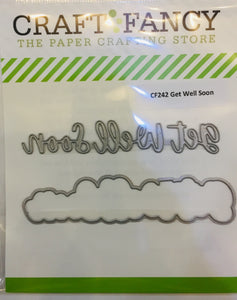 CRAFT FANCY
THE PAPER CRAFTING STORE
CF242 Get Well Soon
get Well Soon